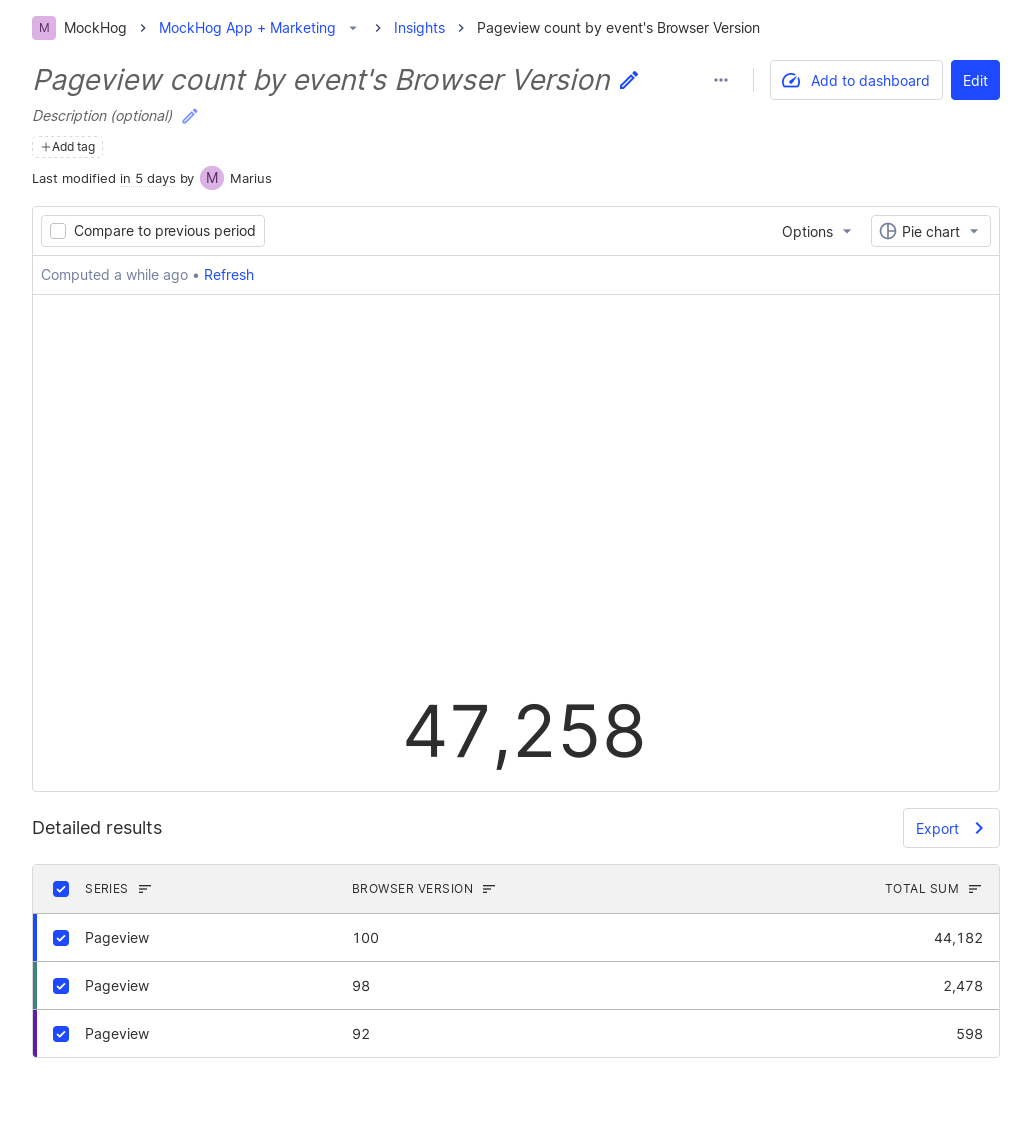 M MockHog MockHog App + Marketing Insights Pageview count by event's Browser Version
Pageview count by event's Browser Version
Add to dashboard
Edit
Description (optional)
Add tag
Last modified in 5 days by M Marius
Compare to previous period
Options
Pie chart
Computed a while ago • Refresh
47,258
Detailed results
Export
SERIES BROWSER VERSION TOTAL SUM
Pageview 100 44,182
Pageview 98 2,478
Pageview 92 598